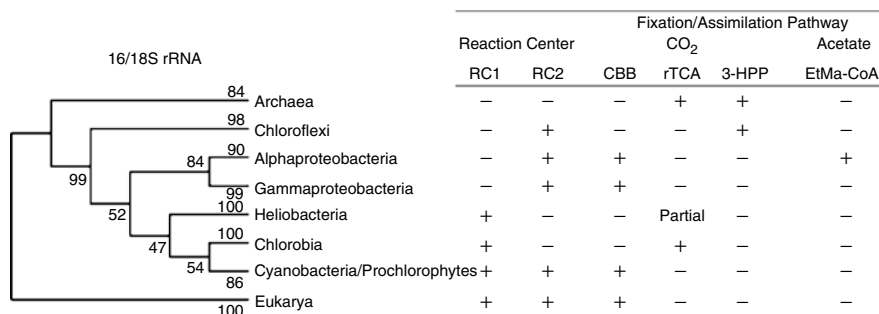 Fixation/Assimilation Pathway
Reaction Center CO2 Acetate
16/18S rRNA
RC1 RC2 CBB rTCA 3-HPP EtMa-CoA
84 Archaea − − − + + −
98 Chloroflexi − + − − + −
90 Alphaproteobacteria − + + − − +
84
99
99 Gammaproteobacteria − + + − − −
52
100 Heliobacteria + − − Partial − −
47
100 Chlorobia + − − + − −
54
86 Cyanobacteria/Prochlorophytes + + + − − −
100 Eukarya + + + − − −